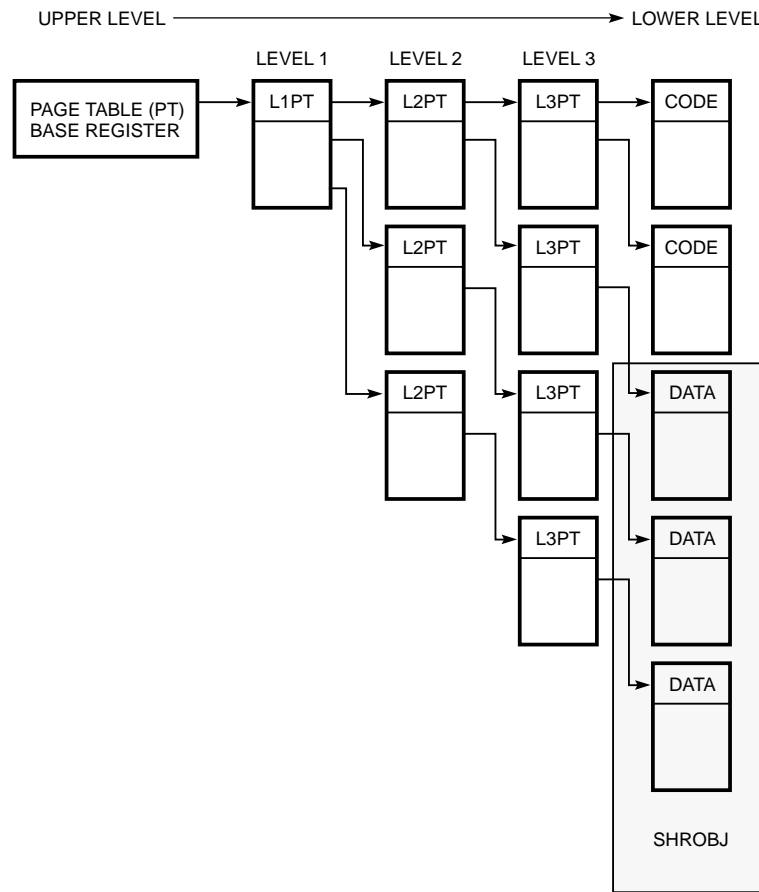 UPPER LEVEL LOWER LEVEL
LEVEL 1 LEVEL 2 LEVEL 3
PAGE TABLE (PT)
BASE REGISTER
L1PT L2PT L3PT CODE
L2PT L3PT CODE
L2PT L3PT DATA
L3PT DATA
DATA
SHROBJ